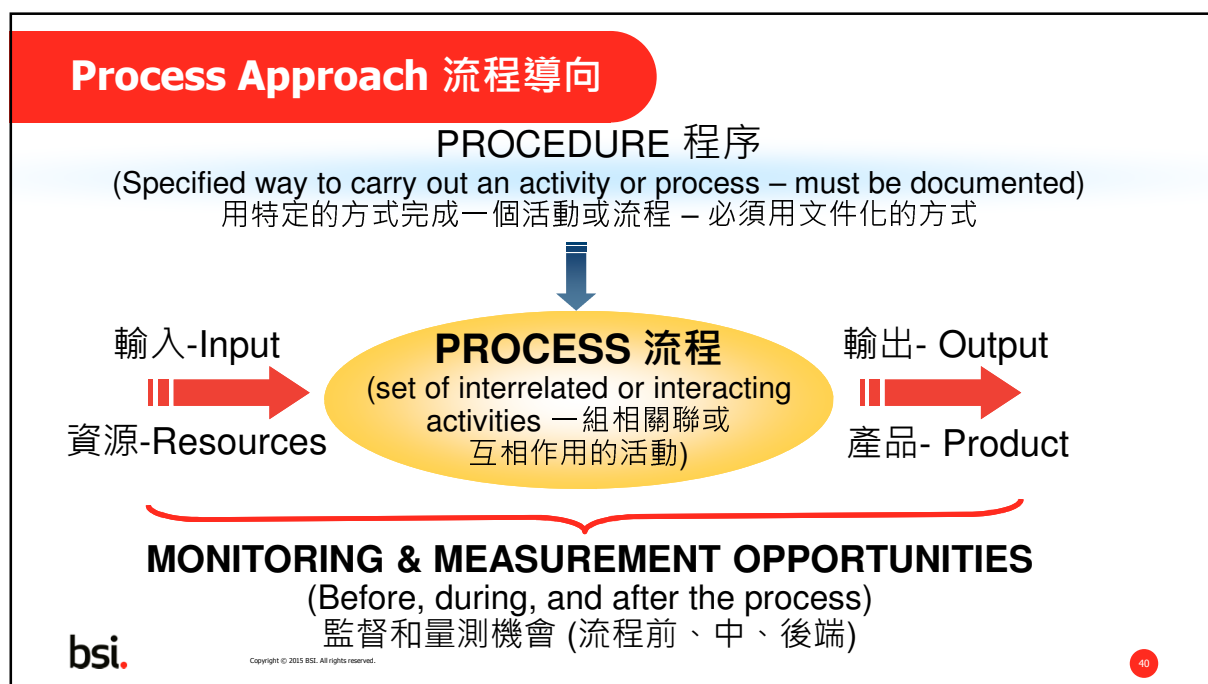 Process Approach 流程導向
PROCEDURE 程序
(Specified way to carry out an activity or process – must be documented)
用特定的方式完成一個活動或流程 – 必須用文件化的方式
輸入-Input
資源-Resources
PROCESS 流程
(set of interrelated or interacting
activities 一組相關聯或
互相作用的活動)
輸出- Output
產品- Product
MONITORING & MEASUREMENT OPPORTUNITIES
(Before, during, and after the process)
監督和量測機會 (流程前、中、後端)
bsi.
Copyright © 2015 BSI. All rights reserved.
40